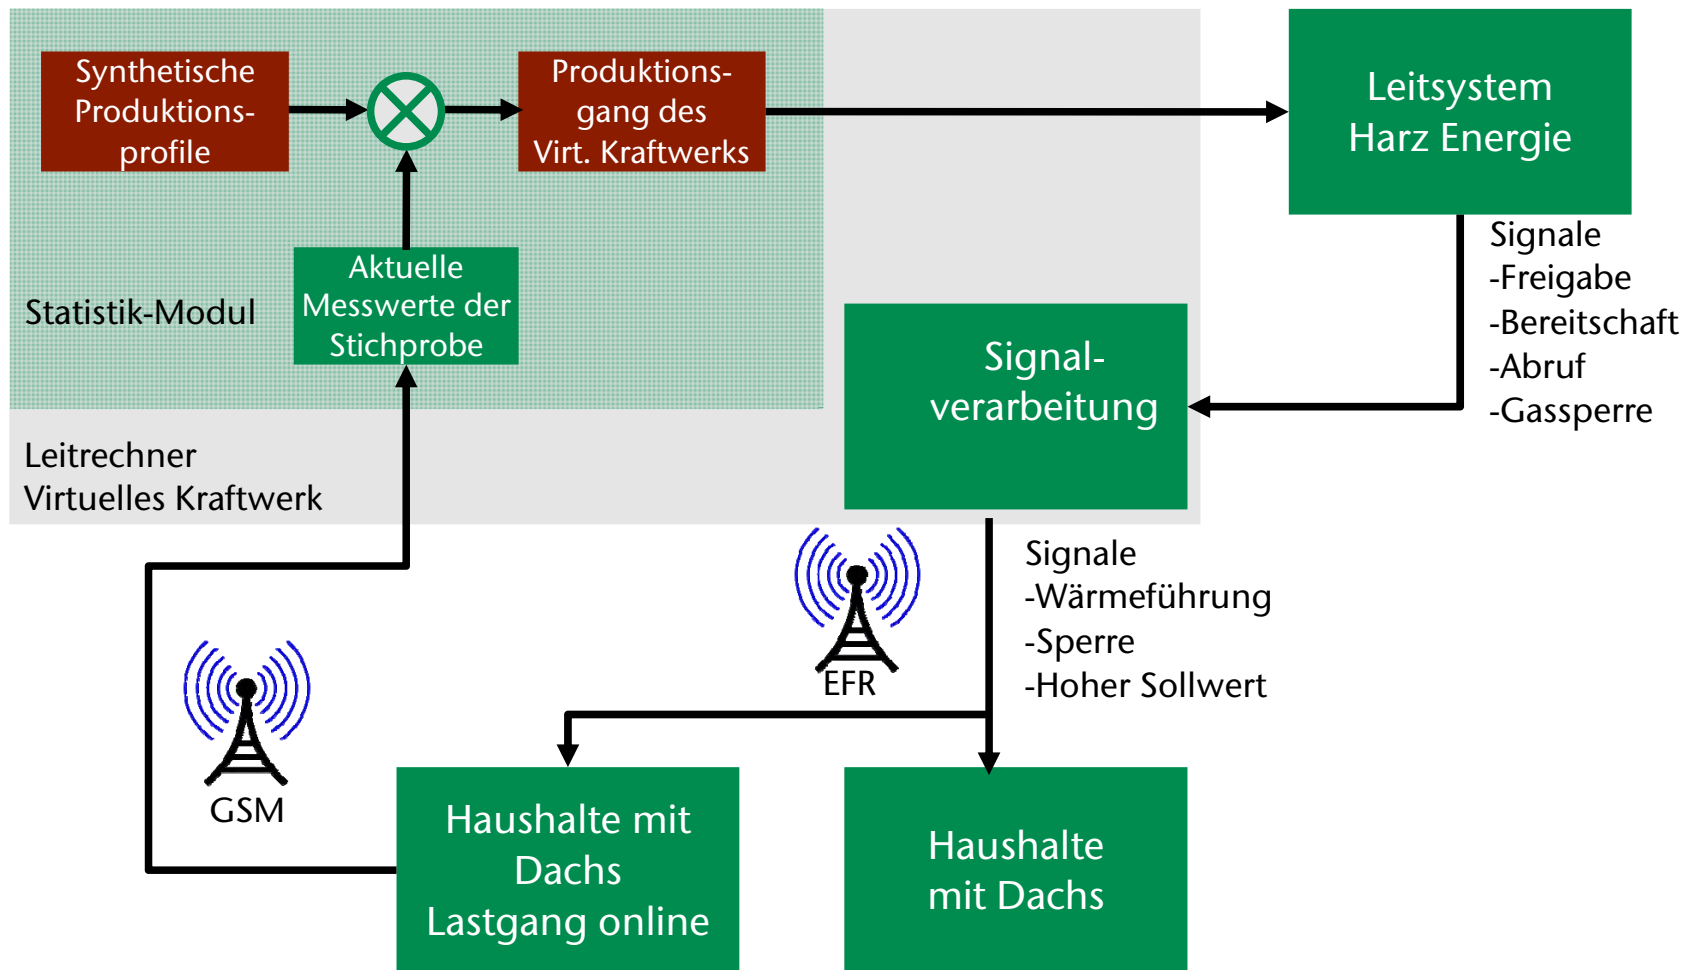 Synthetische
Produktions-
profile
Produktions-
gang des
Virt. Kraftwerks
Leitsystem
Harz Energie
Signale
-Freigabe
-Bereitschaft
-Abruf
-Gassperre
Aktuelle
Messwerte der
Stichprobe
Statistik-Modul
Signal-
verarbeitung
Leitrechner
Virtuelles Kraftwerk
Signale
-Wärmeführung
-Sperre
-Hoher Sollwert
EFR
GSM
Haushalte mit
Dachs
Lastgang online
Haushalte
mit Dachs